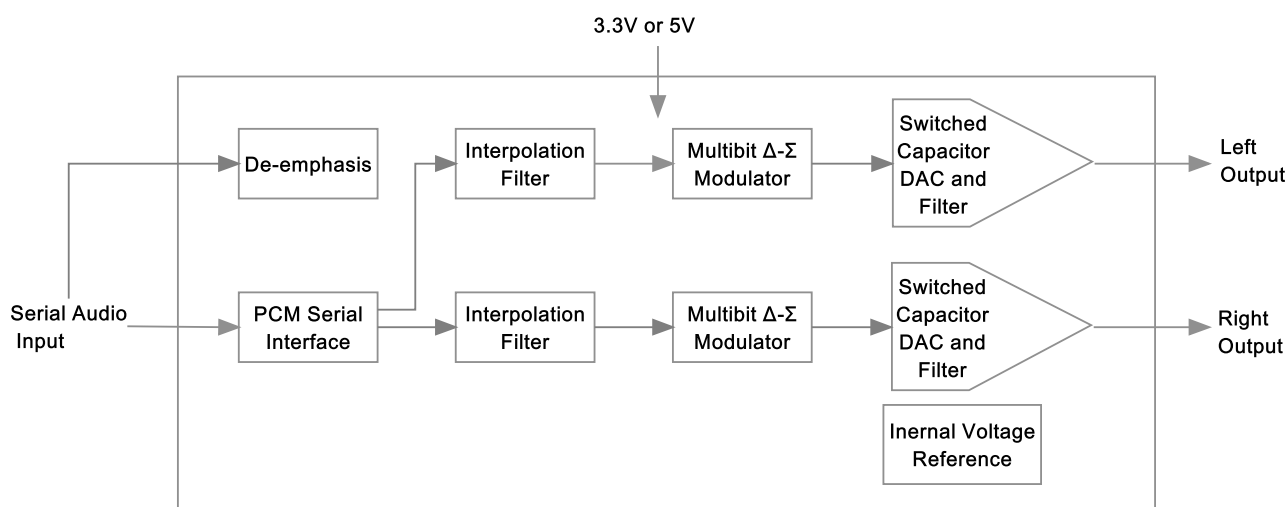 3.3V or 5V
De-emphasis
Interpolation
Filter
Multibit Δ-Σ
Modulator
Switched
Capacitor
DAC and
Filter
Left
Output
Serial Audio
Input
PCM Serial
Interface
Interpolation
Filter
Multibit Δ-Σ
Modulator
Switched
Capacitor
DAC and
Filter
Right
Output
Inernal Voltage
Reference